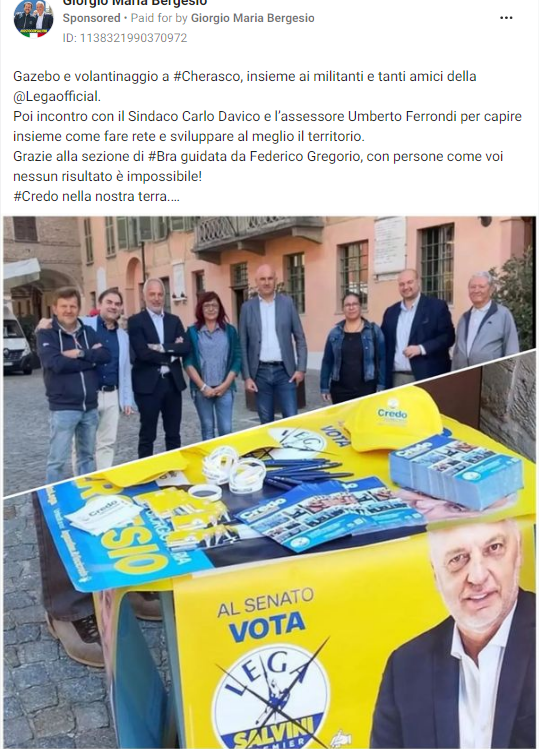 Giorgio Maria Bergesio
Sponsored • Paid for by Giorgio Maria Bergesio
ID: 1138321990370972
Gazebo e volantinaggio a #Cherasco, insieme ai militanti e tanti amici della
@Legaofficial.
Poi incontro con il Sindaco Carlo Davico e l'assessore Umberto Ferrondi per capire
insieme come fare rete e sviluppare al meglio il territorio.
Grazie alla sezione di #Bra guidata da Federico Gregorio, con persone come voi
nessun risultato è impossibile!
#Credo nella nostra terra....
Credo
VOTA
Credo
Credo
AL SENATO
VOTA
LEGA
SALVINI
PREMIER